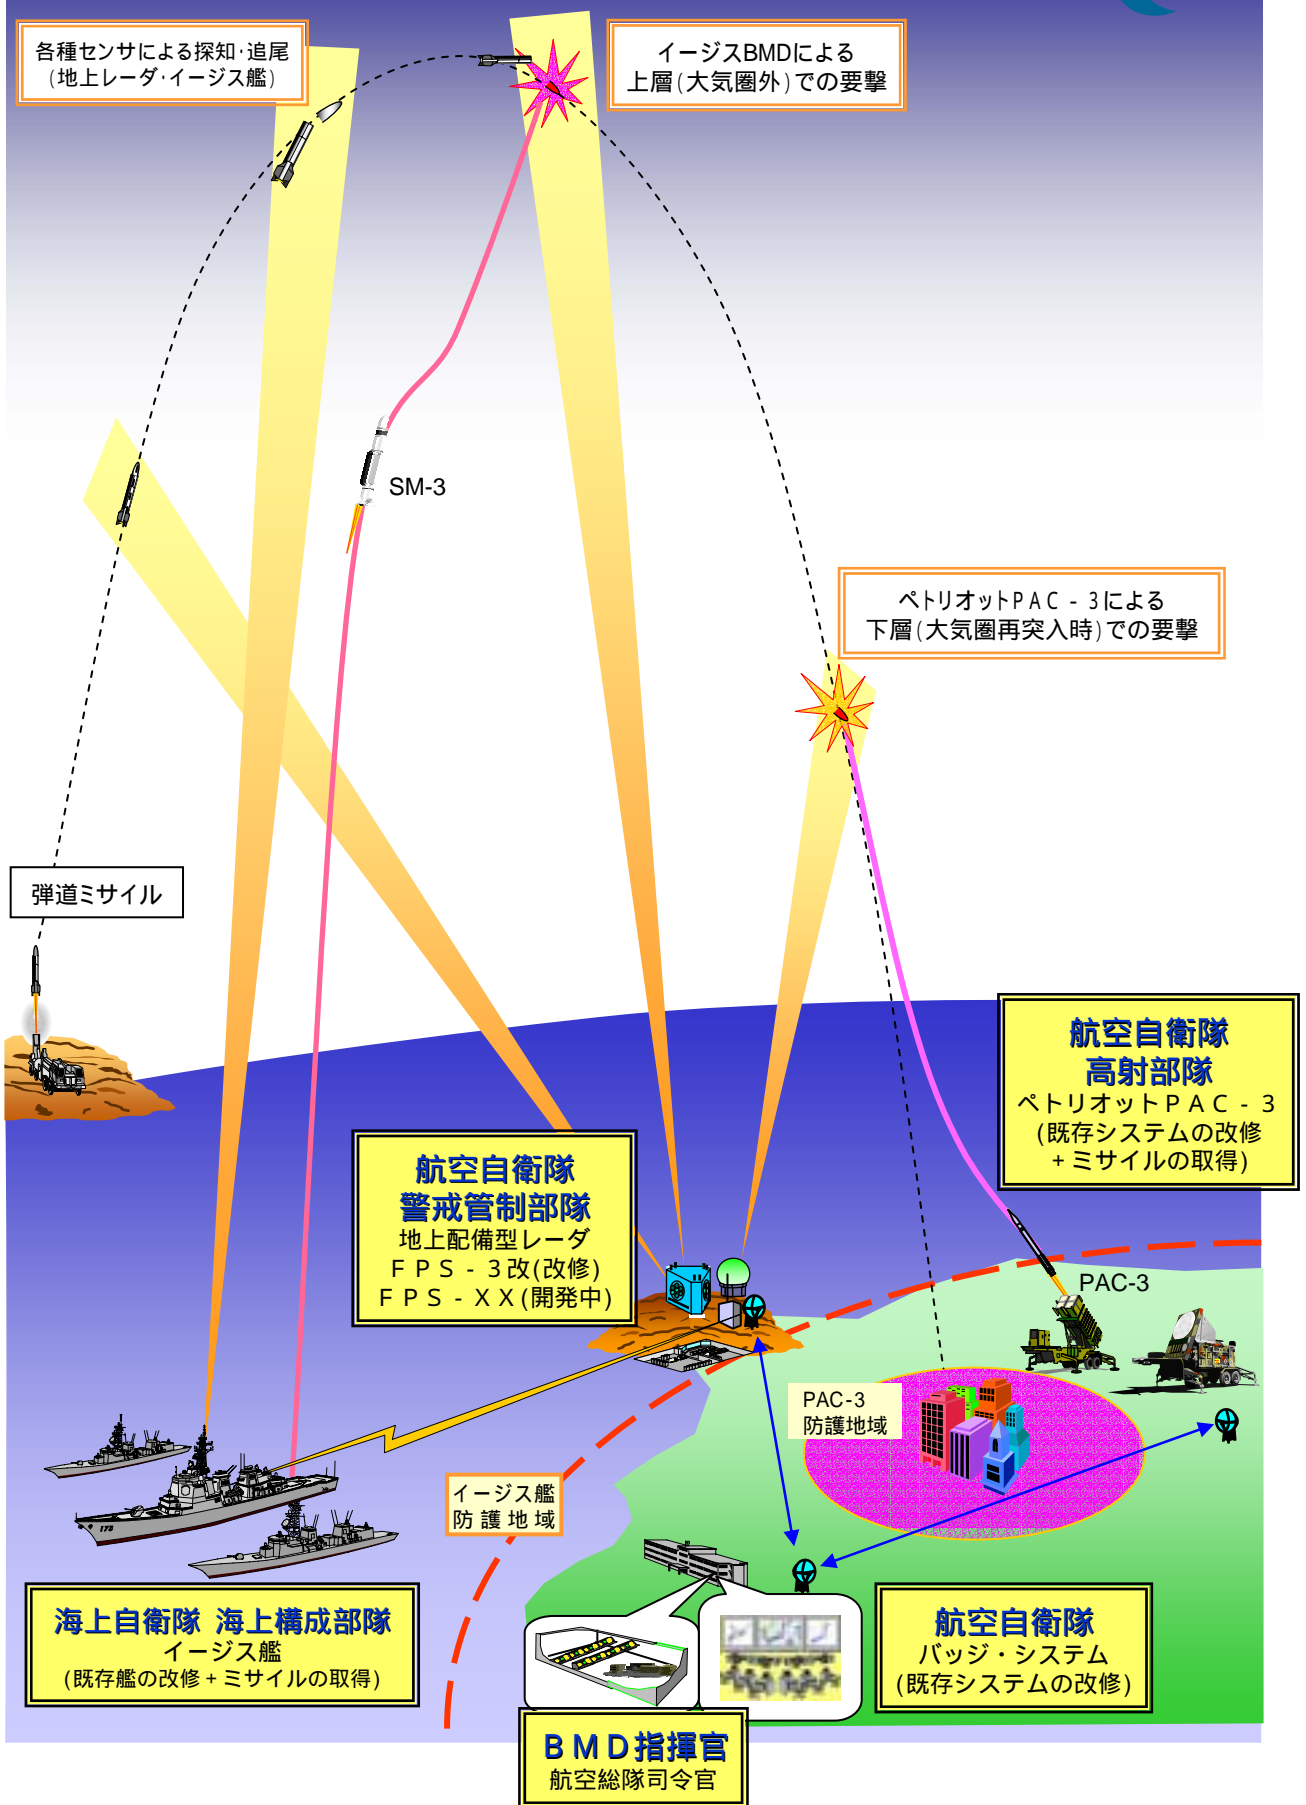 各種センサによる探知･追尾
(地上レーダ･イージス艦)
イージスBMDによる
上層(大気圏外)での要撃
SM-3
ペトリオットPAC - 3による
下層(大気圏再突入時)での要撃
弾道ミサイル
航空自衛隊
高射部隊
ペトリオットＰＡＣ - 3
(既存システムの改修
+ミサイルの取得)
航空自衛隊
警戒管制部隊
地上配備型レーダ
ＦＰＳ - 3改(改修)
ＦＰＳ - ＸＸ(開発中)
PAC-3
PAC-3
防護地域
イージス艦
防護地域
173
海上自衛隊 海上構成部隊
イージス艦
(既存艦の改修+ミサイルの取得)
航空自衛隊
バッジ・システム
(既存システムの改修)
ＢＭＤ指揮官
航空総隊司令官